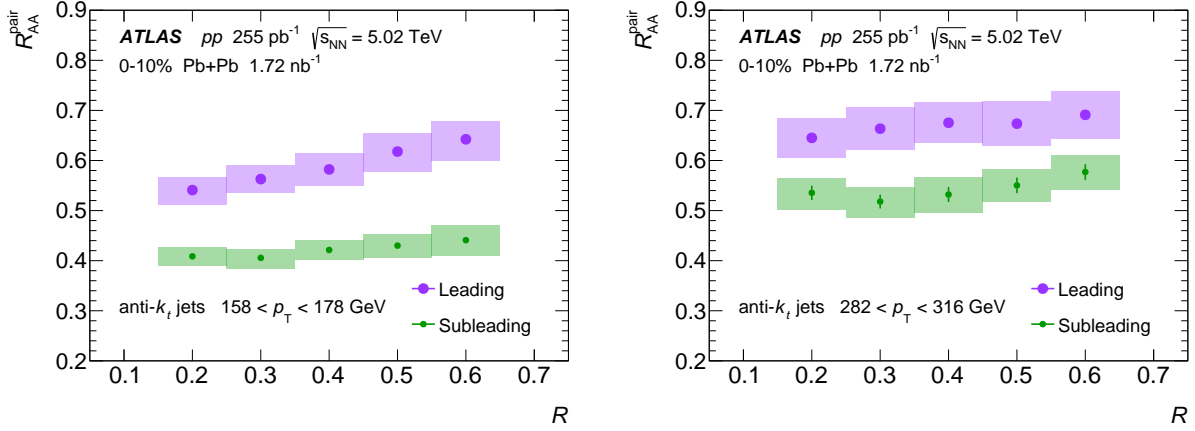 R_AA^pair
0.9
0.8
0.7
0.6
0.5
0.4
0.3
0.2
ATLAS pp 255 pb⁻¹ √s_NN = 5.02 TeV
0-10% Pb+Pb 1.72 nb⁻¹
anti-k_t jets 158 < p_T < 178 GeV
Leading
Subleading
0.1 0.2 0.3 0.4 0.5 0.6 0.7
R
R_AA^pair
0.9
0.8
0.7
0.6
0.5
0.4
0.3
0.2
ATLAS pp 255 pb⁻¹ √s_NN = 5.02 TeV
0-10% Pb+Pb 1.72 nb⁻¹
anti-k_t jets 282 < p_T < 316 GeV
Leading
Subleading
0.1 0.2 0.3 0.4 0.5 0.6 0.7
R